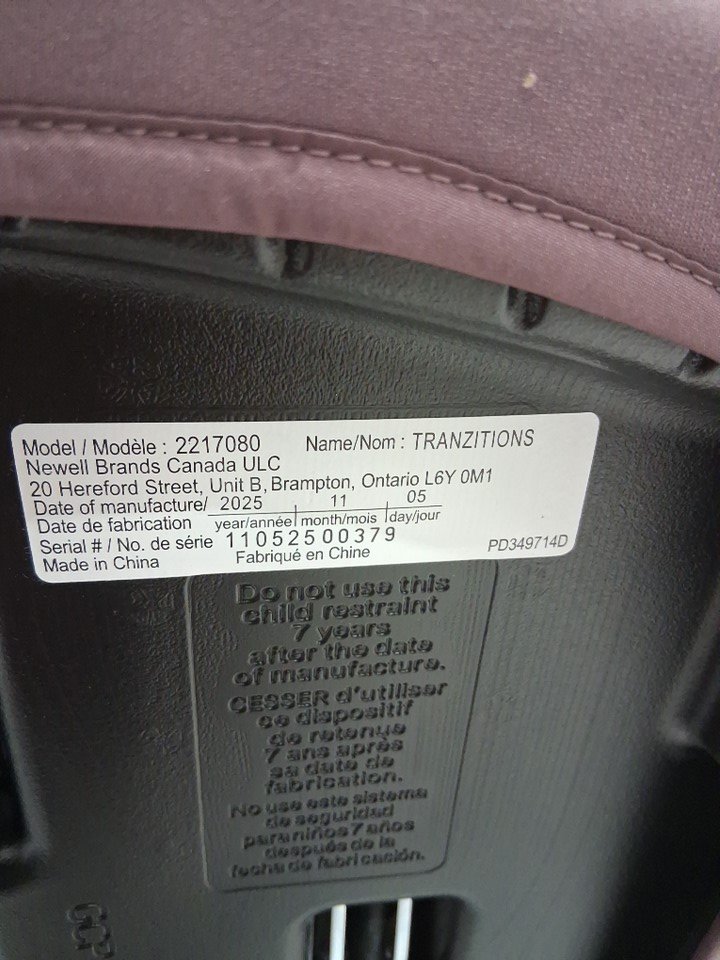 Model / Modèle : 2217080 Name/Nom : TRANZITIONS
Newell Brands Canada ULC
20 Hereford Street, Unit B, Brampton, Ontario L6Y 0M1
Date of manufacture/ 2025 11 05
Date de fabrication year/année month/mois day/jour
Serial # / No. de série 11052500379
Made in China Fabriqué en Chine PD349714D
Do not use this
child restraint
7 years
after the date
of manufacture.
CESSER d'utiliser
ce dispositif
de retenue
7 ans après
sa date de
fabrication.
No use este sistema
de seguridad
para niños 7 años
después de la
fecha de fabricación.
GCP